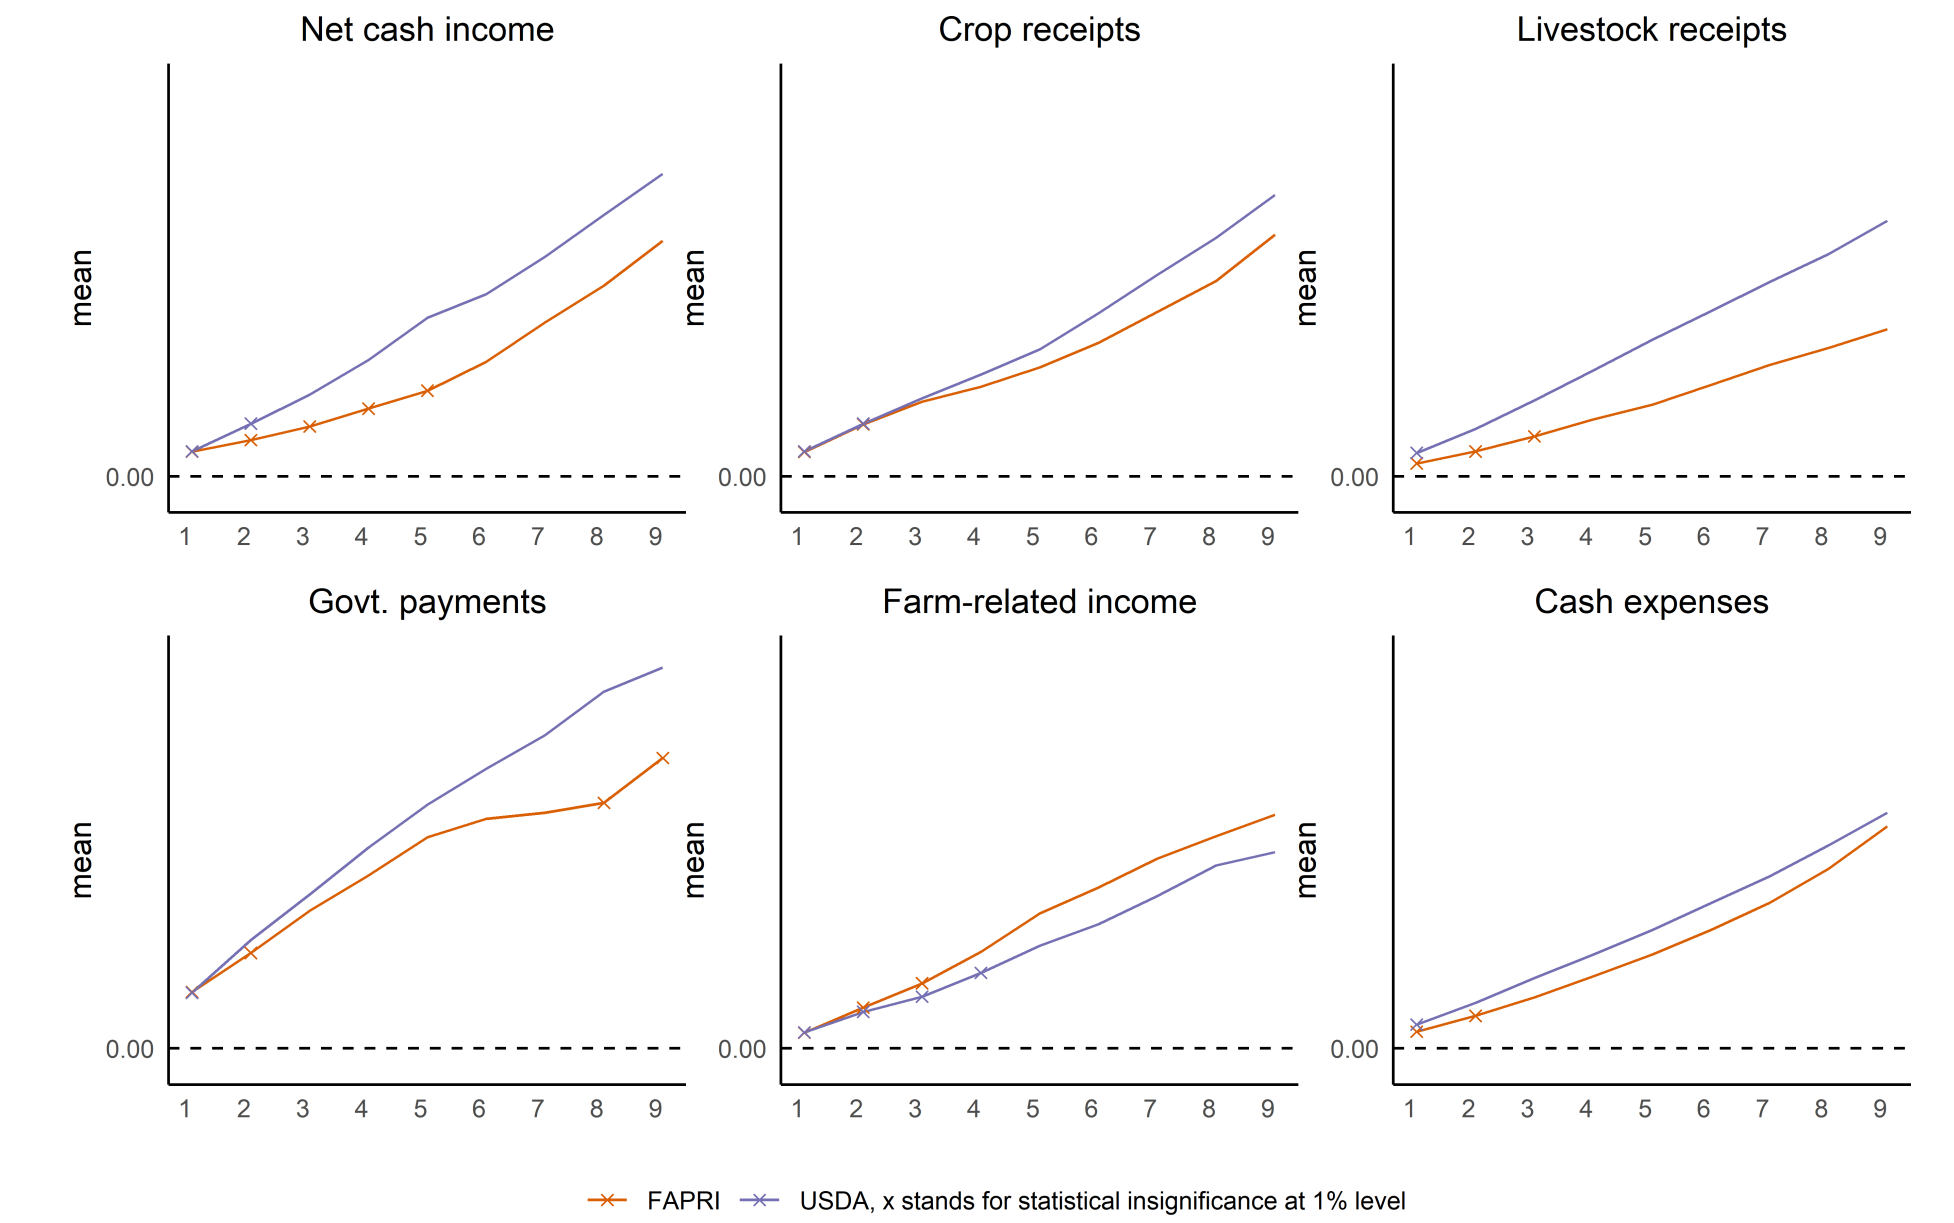 Net cash income
Crop receipts
Livestock receipts
mean
mean
mean
0.00
0.00
0.00
1 2 3 4 5 6 7 8 9
1 2 3 4 5 6 7 8 9
1 2 3 4 5 6 7 8 9
Govt. payments
Farm-related income
Cash expenses
mean
mean
mean
0.00
0.00
0.00
1 2 3 4 5 6 7 8 9
1 2 3 4 5 6 7 8 9
1 2 3 4 5 6 7 8 9
FAPRI
USDA, x stands for statistical insignificance at 1% level